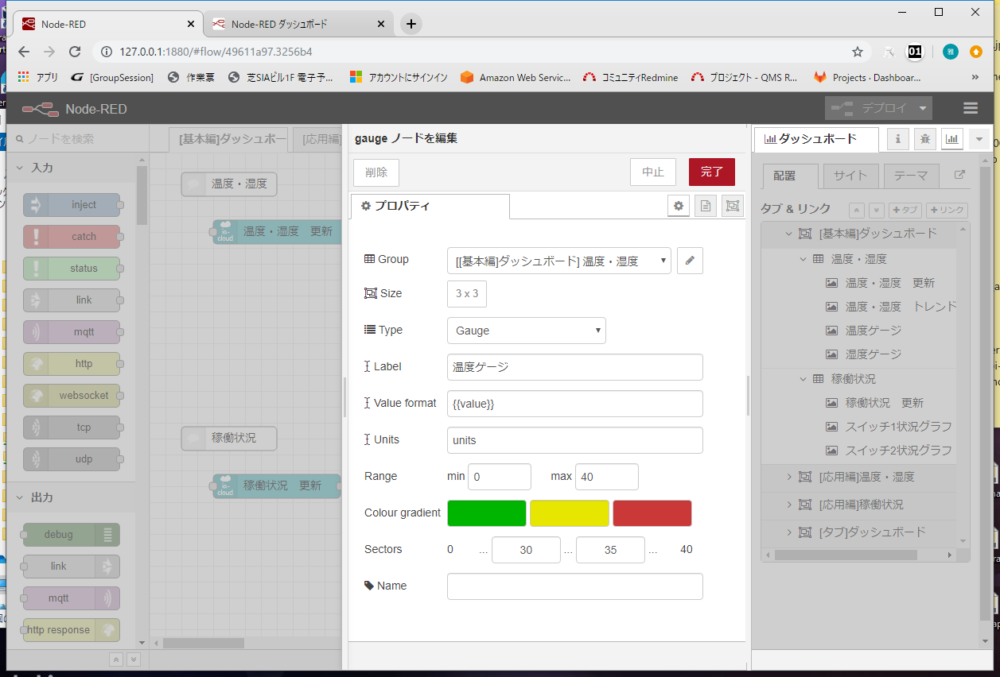 Node-RED
Node-RED ダッシュボード
127.0.0.1:1880/#flow/49611a97.3256b4
01
雅
アプリ
[GroupSession]
作業票
芝SIAビル1F 電子予...
アカウントにサインイン
Amazon Web Servic...
コミュニティRedmine
プロジェクト - QMS R...
Projects · Dashboar...
»
Node-RED
デプロイ
ノードを検索
[基本編]ダッシュボー
[応用編]
入力
inject
catch
status
link
mqtt
http
websocket
tcp
udp
出力
debug
link
mqtt
http response
温度・湿度
温度・湿度　更新
稼働状況
稼働状況　更新
gauge ノードを編集
削除
中止
完了
プロパティ
Group
[[基本編]ダッシュボード] 温度・湿度
Size
3 x 3
Type
Gauge
Label
温度ゲージ
Value format
{{value}}
Units
units
Range
min 0
max 40
Colour gradient
Sectors
0 ... 30 ... 35 ... 40
Name
ダッシュボード
配置
サイト
テーマ
タブ & リンク
+タブ
+リンク
[基本編]ダッシュボード
温度・湿度
温度・湿度　更新
温度・湿度　トレンド
温度ゲージ
湿度ゲージ
稼働状況
稼働状況　更新
スイッチ1状況グラフ
スイッチ2状況グラフ
[応用編]温度・湿度
[応用編]稼働状況
[タブ]ダッシュボード